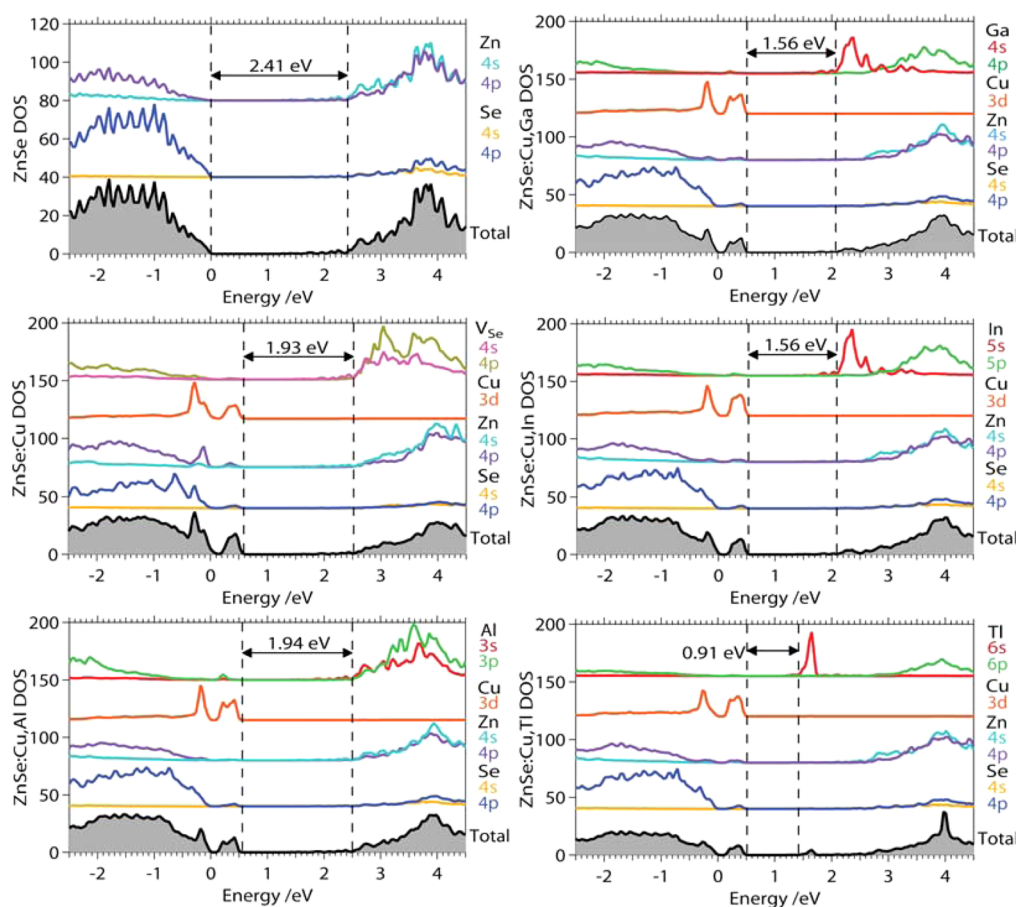 120
100
80
60
40
20
0
ZnSe DOS
2.41 eV
Zn
4s
4p
Se
4s
4p
Total
-2 -1 0 1 2 3 4
Energy /eV
200
150
100
50
0
ZnSe:Cu,Ga DOS
1.56 eV
Ga
4s
4p
Cu
3d
Zn
4s
4p
Se
4s
4p
Total
-2 -1 0 1 2 3 4
Energy /eV
200
150
100
50
0
ZnSe:Cu DOS
1.93 eV
VSe
4s
4p
Cu
3d
Zn
4s
4p
Se
4s
4p
Total
-2 -1 0 1 2 3 4
Energy /eV
200
150
100
50
0
ZnSe:Cu,In DOS
1.56 eV
In
5s
5p
Cu
3d
Zn
4s
4p
Se
4s
4p
Total
-2 -1 0 1 2 3 4
Energy /eV
200
150
100
50
0
ZnSe:Cu,Al DOS
1.94 eV
Al
3s
3p
Cu
3d
Zn
4s
4p
Se
4s
4p
Total
-2 -1 0 1 2 3 4
Energy /eV
200
150
100
50
0
ZnSe:Cu,Tl DOS
0.91 eV
Tl
6s
6p
Cu
3d
Zn
4s
4p
Se
4s
4p
Total
-2 -1 0 1 2 3 4
Energy /eV